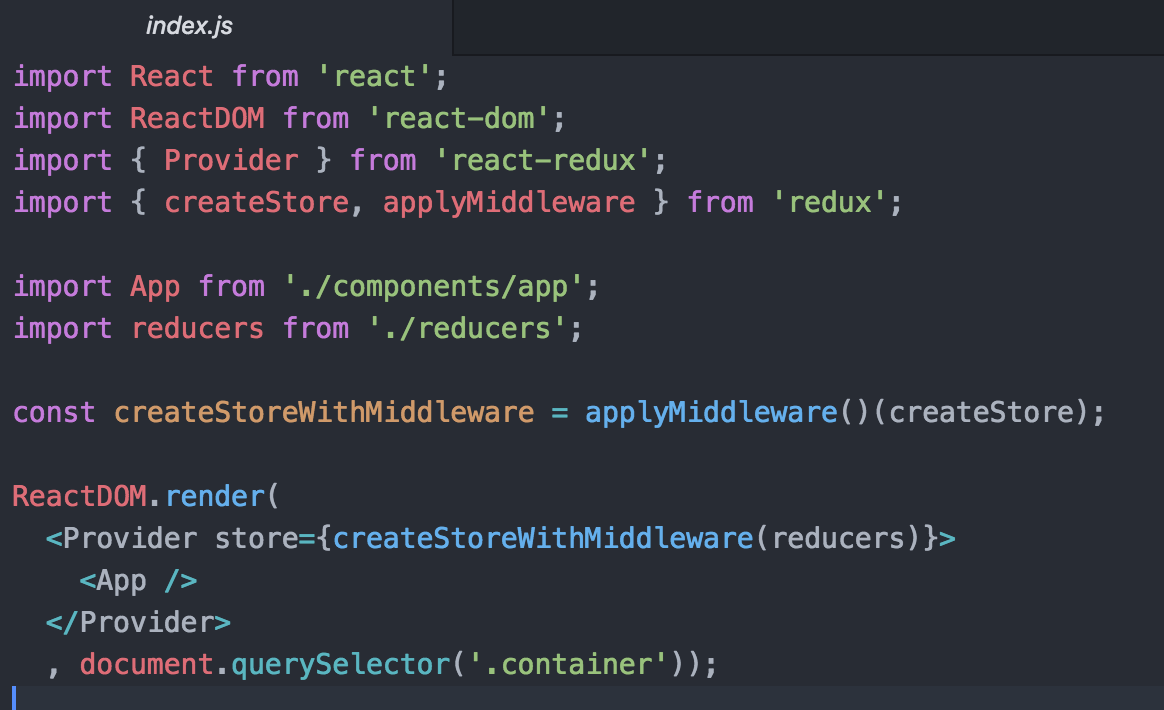 index.js
import React from 'react';
import ReactDOM from 'react-dom';
import { Provider } from 'react-redux';
import { createStore, applyMiddleware } from 'redux';

import App from './components/app';
import reducers from './reducers';

const createStoreWithMiddleware = applyMiddleware()(createStore);

ReactDOM.render(
  <Provider store={createStoreWithMiddleware(reducers)}>
    <App />
  </Provider>
  , document.querySelector('.container'));